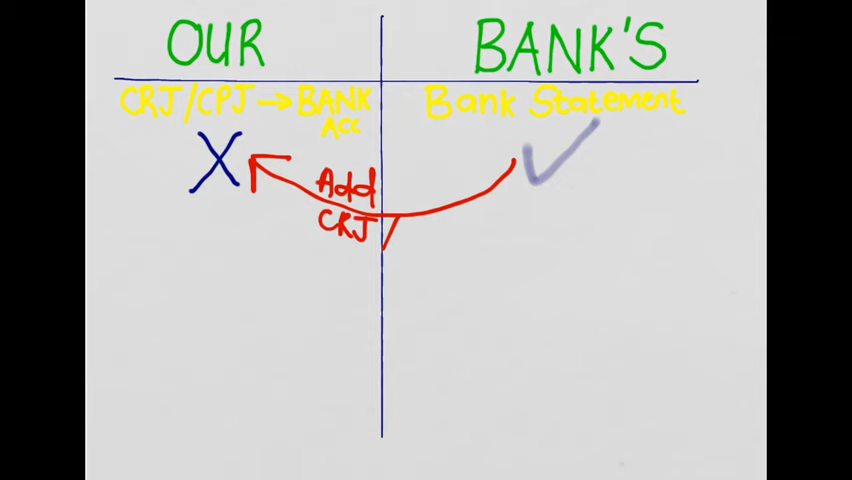 OUR
BANK'S
CRJ/CPJ → BANK
ACC
Bank Statement
X
Add
CRJ/